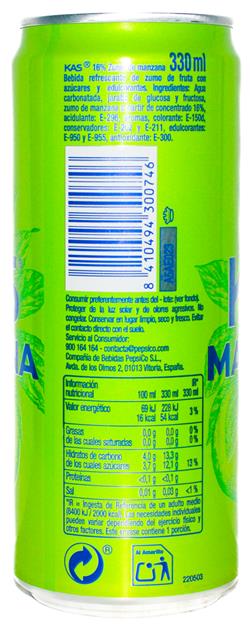 KAS® 16% Zumo de manzana 330 ml
Bebida refrescante de zumo de fruta con
azúcares y edulcorantes. Ingredientes: Agua
carbonatada, jarabe de glucosa y fructosa,
zumo de manzana a partir de concentrado 16%,
acidulante: E-296, aromas, colorante: E-150d,
conservadores: E-202 y E-211, edulcorantes:
E-950 y E-955, antioxidante: E-300.
8 410494 300746
Consumir preferentemente antes del - lote: (ver fondo).
Proteger de la luz solar y de olores agresivos. No
congelar. Conservar en lugar limpio, seco y fresco. Evitar
el contacto directo con el suelo.
Servicio al Consumidor:
900 164 164 - contacta@pepsico.com
Compañía de Bebidas PepsiCo S.L.
Avda. de los Olmos 2, 01013 Vitoria, España.
MA
NA
Información nutricional 100 ml 330 ml IR* 330 ml
Valor energético 69 kJ 228 kJ 3 %
16 kcal 54 kcal
Grasas 0,0 g 0,0 g
de las cuales saturadas 0,0 g 0,0 g
Hidratos de carbono 4,0 g 13,3 g
de los cuales azúcares 3,7 g 12,1 g 13 %
Proteínas <0,1 g <0,1 g
Sal 0,01 g 0,03 g <1 %
*IR = Ingesta de Referencia de un adulto medio
(8400 kJ / 2000 kcal). Las necesidades individuales
pueden variar dependiendo del ejercicio físico y
otros factores. Este envase contiene 1 porción.
®
Al Amarillo
220503